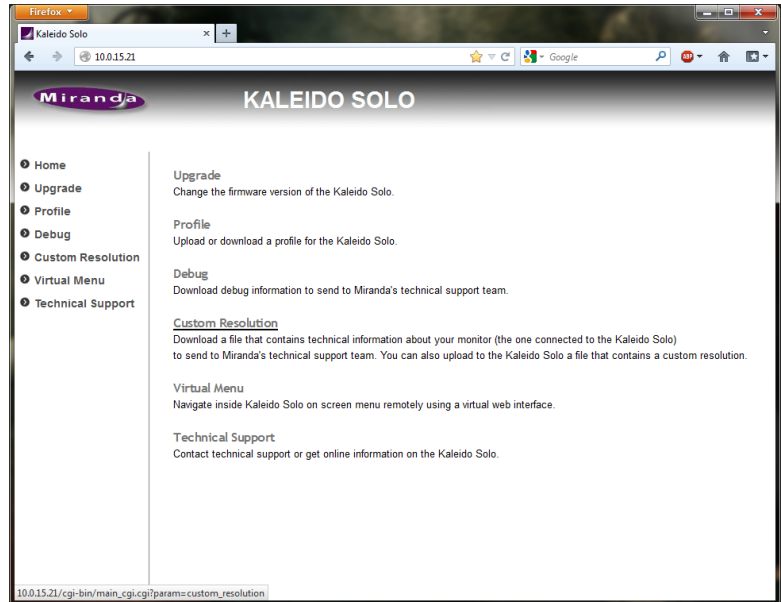 Firefox
Kaleido Solo
10.0.15.21
Google
ABP
Miranda
KALEIDO SOLO
Home
Upgrade
Profile
Debug
Custom Resolution
Virtual Menu
Technical Support
Upgrade
Change the firmware version of the Kaleido Solo.
Profile
Upload or download a profile for the Kaleido Solo.
Debug
Download debug information to send to Miranda's technical support team.
Custom Resolution
Download a file that contains technical information about your monitor (the one connected to the Kaleido Solo)
to send to Miranda's technical support team. You can also upload to the Kaleido Solo a file that contains a custom resolution.
Virtual Menu
Navigate inside Kaleido Solo on screen menu remotely using a virtual web interface.
Technical Support
Contact technical support or get online information on the Kaleido Solo.
10.0.15.21/cgi-bin/main_cgi.cgi?param=custom_resolution